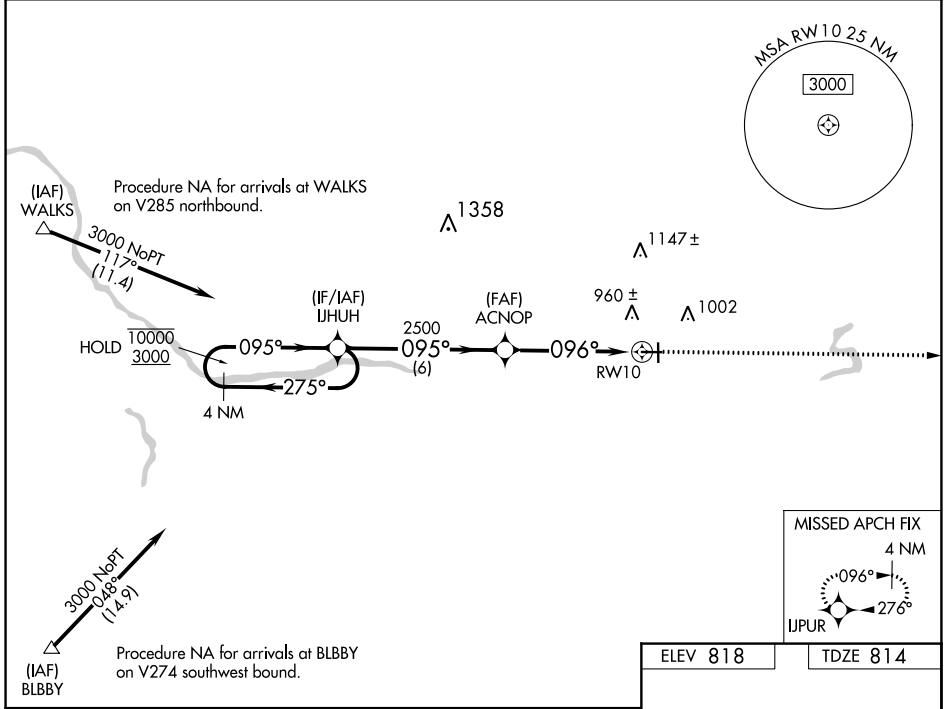 MSA RW10 25 NM
3000
(IAF)
WALKS
Procedure NA for arrivals at WALKS
on V285 northbound.
3000 NoPT
117°
(11.4)
1358
1147 ±
960 ±
1002
(IF/IAF)
IJHUH
(FAF)
ACNOP
HOLD
10000
3000
095°
2500
095°
(6)
096°
RW10
275°
4 NM
3000 NoPT
048°
(14.9)
(IAF)
BLBBY
Procedure NA for arrivals at BLBBY
on V274 southwest bound.
MISSED APCH FIX
4 NM
096°
276°
IJPUR
ELEV 818
TDZE 814